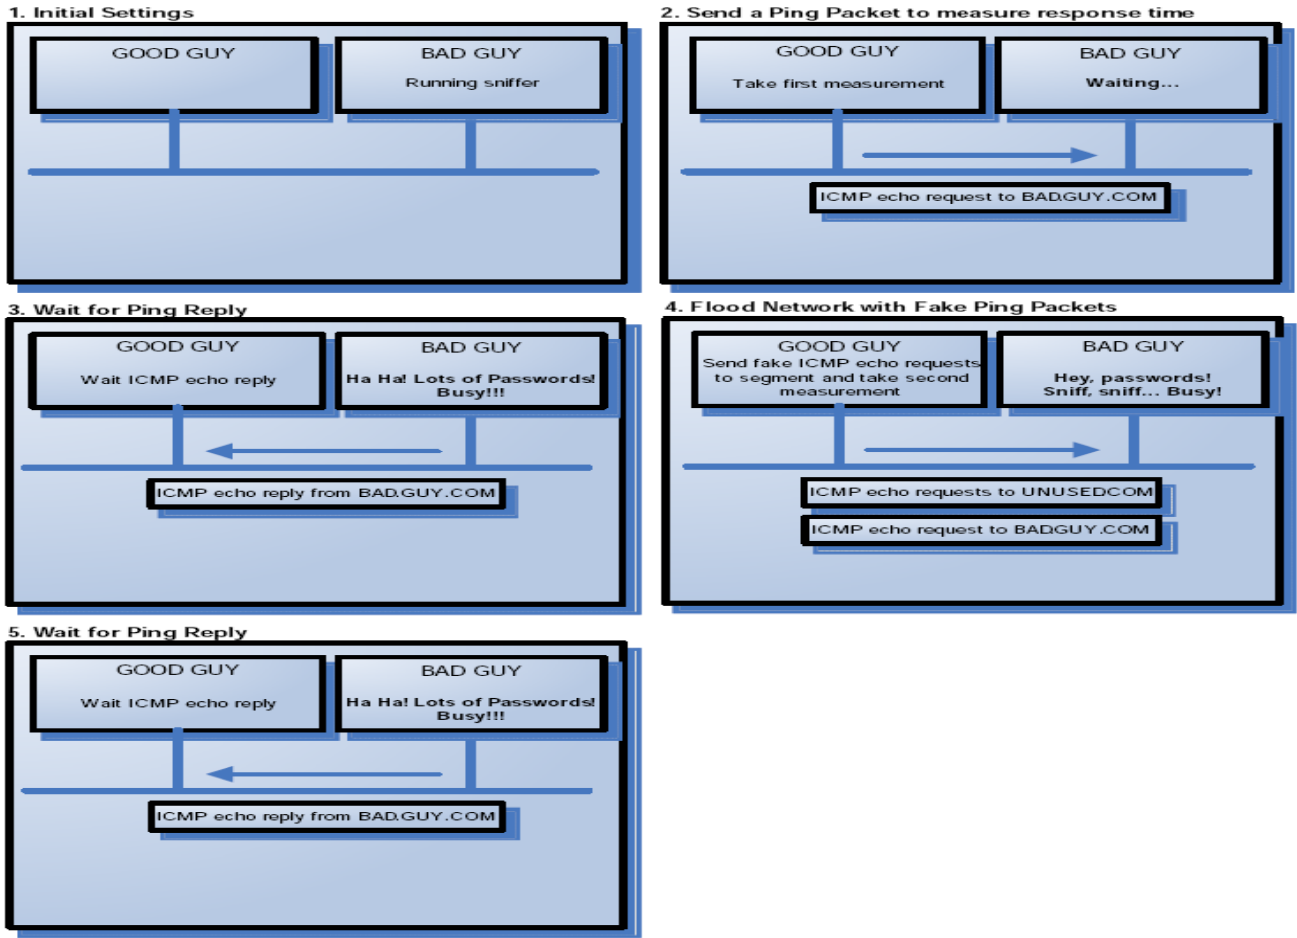 1. Initial Settings
GOOD GUY
BAD GUY
Running sniffer
2. Send a Ping Packet to measure response time
GOOD GUY
Take first measurement
BAD GUY
Waiting...
ICMP echo request to BAD.GUY.COM
3. Wait for Ping Reply
GOOD GUY
Wait ICMP echo reply
BAD GUY
Ha Ha! Lots of Passwords!
Busy!!!
ICMP echo reply from BAD.GUY.COM
4. Flood Network with Fake Ping Packets
GOOD GUY
Send fake ICMP echo requests
to segment and take second
measurement
BAD GUY
Hey, passwords!
Sniff, sniff... Busy!
ICMP echo requests to UNUSED.COM
ICMP echo request to BAD.GUY.COM
5. Wait for Ping Reply
GOOD GUY
Wait ICMP echo reply
BAD GUY
Ha Ha! Lots of Passwords!
Busy!!!
ICMP echo reply from BAD.GUY.COM